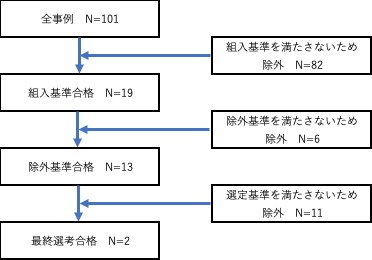 全事例　N=101
組入基準を満たさないため
除外　N=82
組入基準合格　N=19
除外基準を満たさないため
除外　N=6
除外基準合格　N=13
選定基準を満たさないため
除外　N=11
最終選考合格　N=2